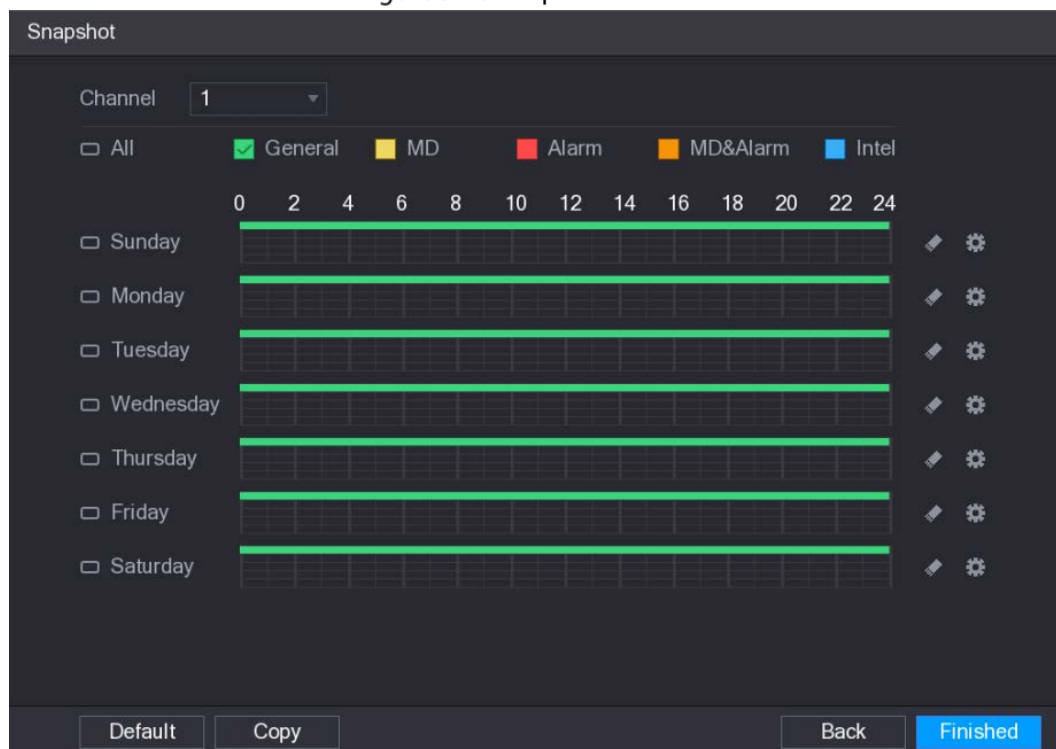 Snapshot
Channel 1
All General MD Alarm MD&Alarm Intel
0 2 4 6 8 10 12 14 16 18 20 22 24
Sunday
Monday
Tuesday
Wednesday
Thursday
Friday
Saturday
Default Copy Back Finished